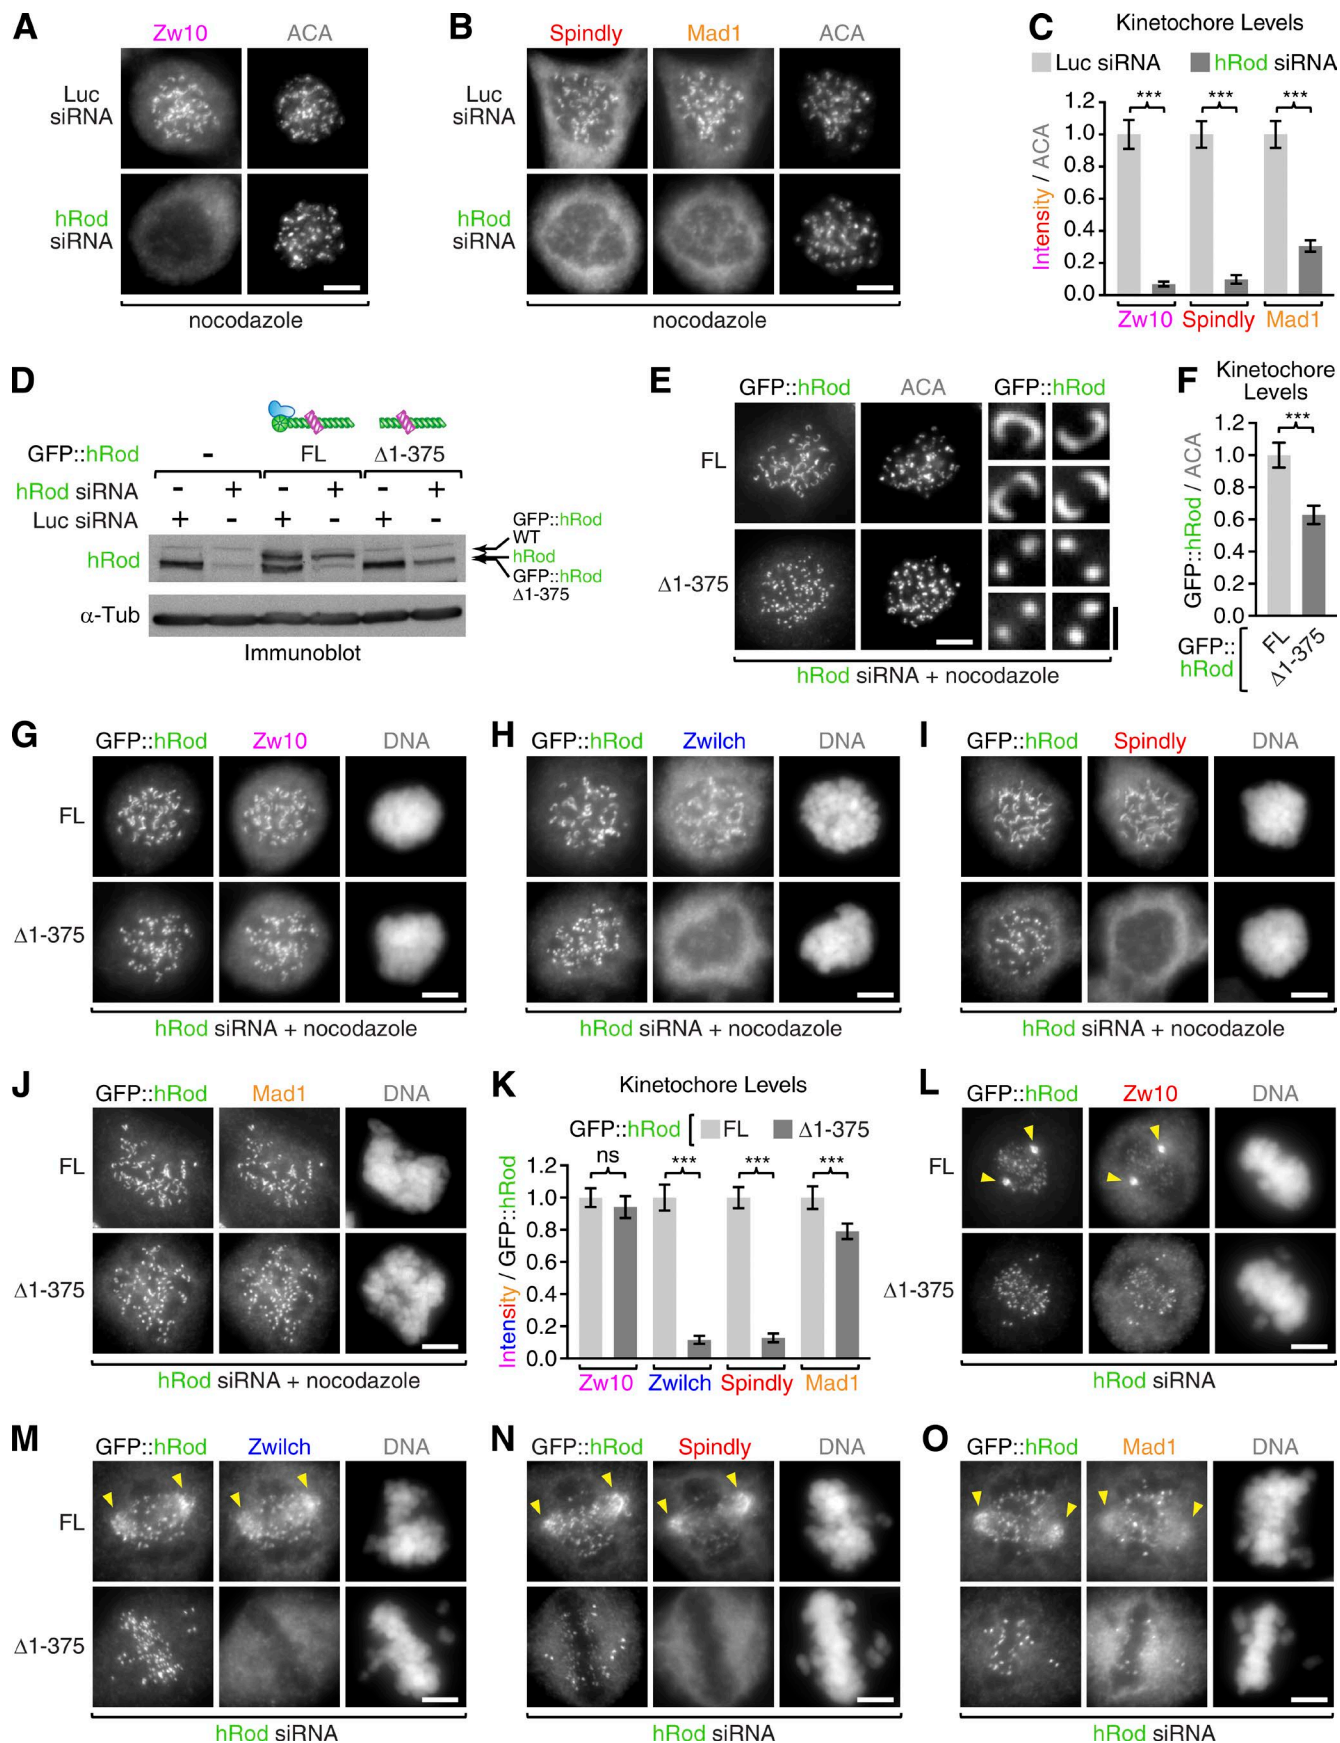 A
Zw10 ACA
Luc
siRNA
hRod
siRNA
nocodazole
B
Spindly Mad1 ACA
Luc
siRNA
hRod
siRNA
nocodazole
C
Kinetochore Levels
Luc siRNA hRod siRNA
*** *** ***
1.2
1.0
0.8
0.6
0.4
0.2
0.0
Intensity / ACA
Zw10 Spindly Mad1
D
GFP::hRod - FL Δ1-375
hRod siRNA - + - + - +
Luc siRNA + - + - + -
hRod
GFP::hRod
WT
hRod
GFP::hRod
Δ1-375
α-Tub
Immunoblot
E
GFP::hRod ACA GFP::hRod
FL
Δ1-375
hRod siRNA + nocodazole
F
Kinetochore
Levels
***
1.2
1.0
0.8
0.6
0.4
0.2
0.0
GFP::hRod / ACA
GFP::
hRod
FL
Δ1-375
G
GFP::hRod Zw10 DNA
FL
Δ1-375
hRod siRNA + nocodazole
H
GFP::hRod Zwilch DNA
hRod siRNA + nocodazole
I
GFP::hRod Spindly DNA
hRod siRNA + nocodazole
J
GFP::hRod Mad1 DNA
FL
Δ1-375
hRod siRNA + nocodazole
K
Kinetochore Levels
GFP::hRod FL Δ1-375
ns *** *** ***
1.2
1.0
0.8
0.6
0.4
0.2
0.0
Intensity / GFP::hRod
Zw10 Zwilch Spindly Mad1
L
GFP::hRod Zw10 DNA
FL
Δ1-375
hRod siRNA
M
GFP::hRod Zwilch DNA
FL
Δ1-375
hRod siRNA
N
GFP::hRod Spindly DNA
hRod siRNA
O
GFP::hRod Mad1 DNA
hRod siRNA